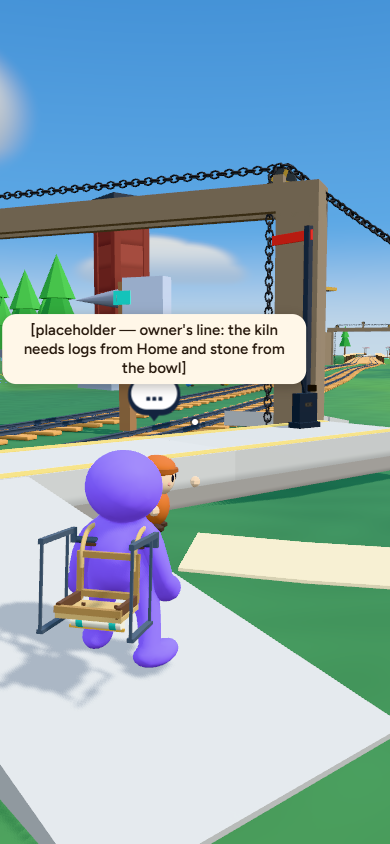 [placeholder — owner's line: the kiln
needs logs from Home and stone from
the bowl]
...